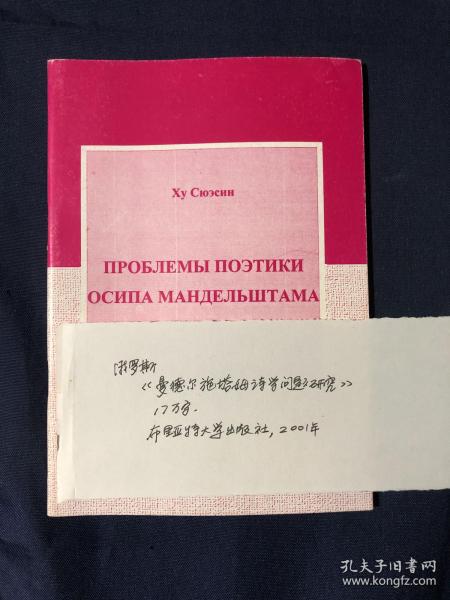 Ху Сюэсин
ПРОБЛЕМЫ ПОЭТИКИ
ОСИПА МАНДЕЛЬШТАМА
俄罗斯
《曼德尔施塔姆诗学问题研究》
17万字.
布里亚特大学出版社，2001年
孔夫子旧书网
www.kongfz.com